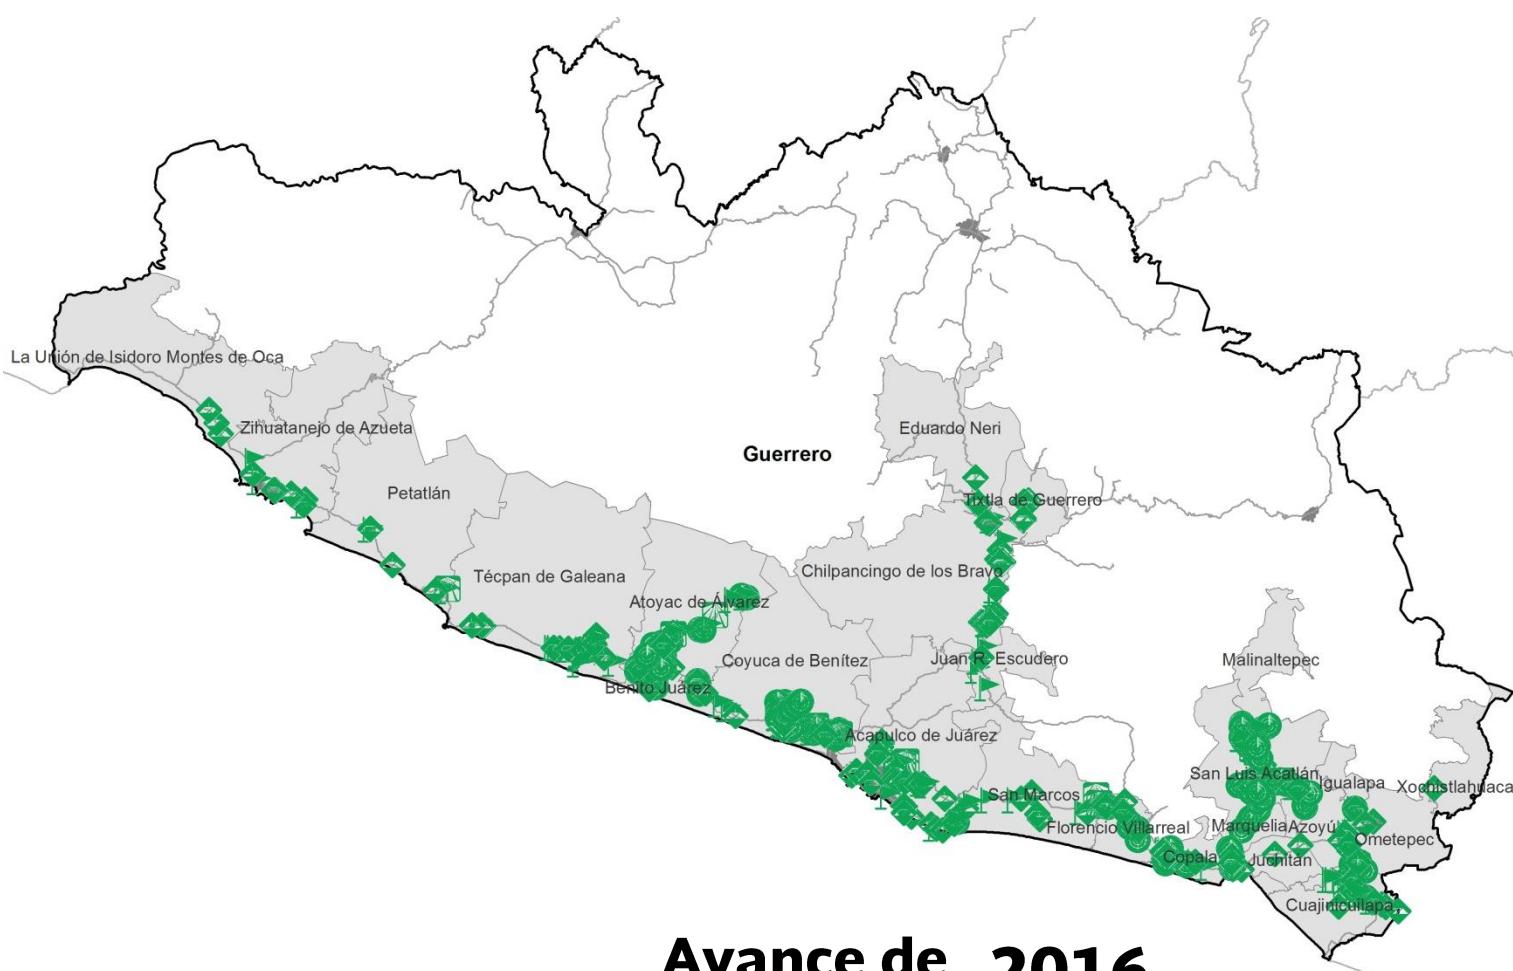 La Unión de Isidoro Montes de Oca
Zihuatanejo de Azueta
Eduardo Neri
Guerrero
Petatlán
Tixtla de Guerrero
Técpan de Galeana
Chilpancingo de los Bravo
Atoyac de Álvarez
Coyuca de Benítez
Juan R. Escudero
Malinaltepec
Benito Juárez
Acapulco de Juárez
San Luis Acatlán
Igualapa
Xochistlahuaca
San Marcos
Florencio Villarreal
Marquelia
Azoyú
Ometepec
Copala
Juchitán
Cuajinicuilapa
Avance de 2016